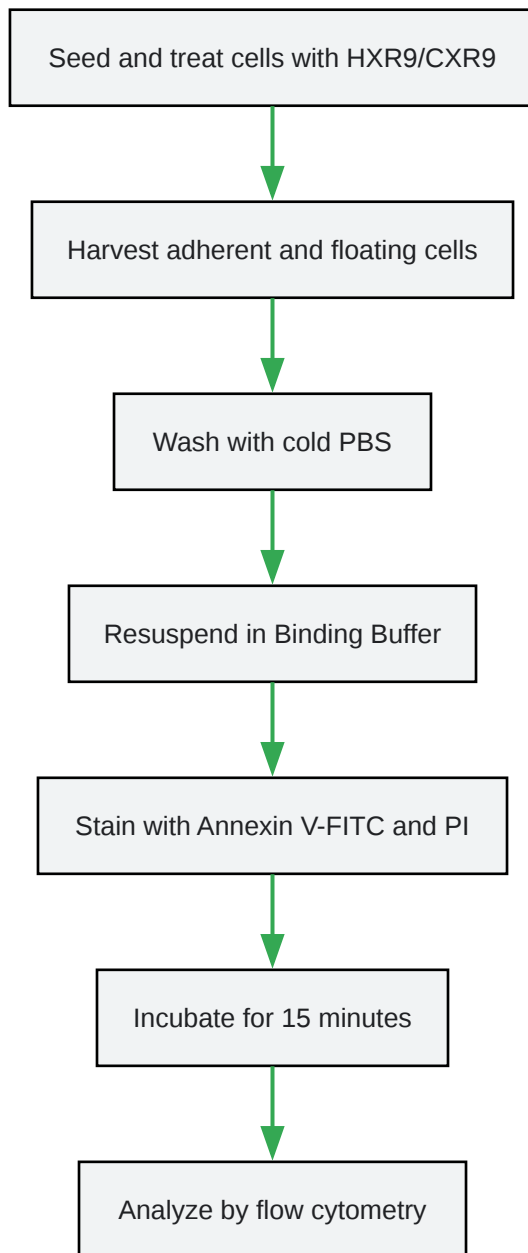 Seed and treat cells with HXR9/CXR9
Harvest adherent and floating cells
Wash with cold PBS
Resuspend in Binding Buffer
Stain with Annexin V-FITC and PI
Incubate for 15 minutes
Analyze by flow cytometry